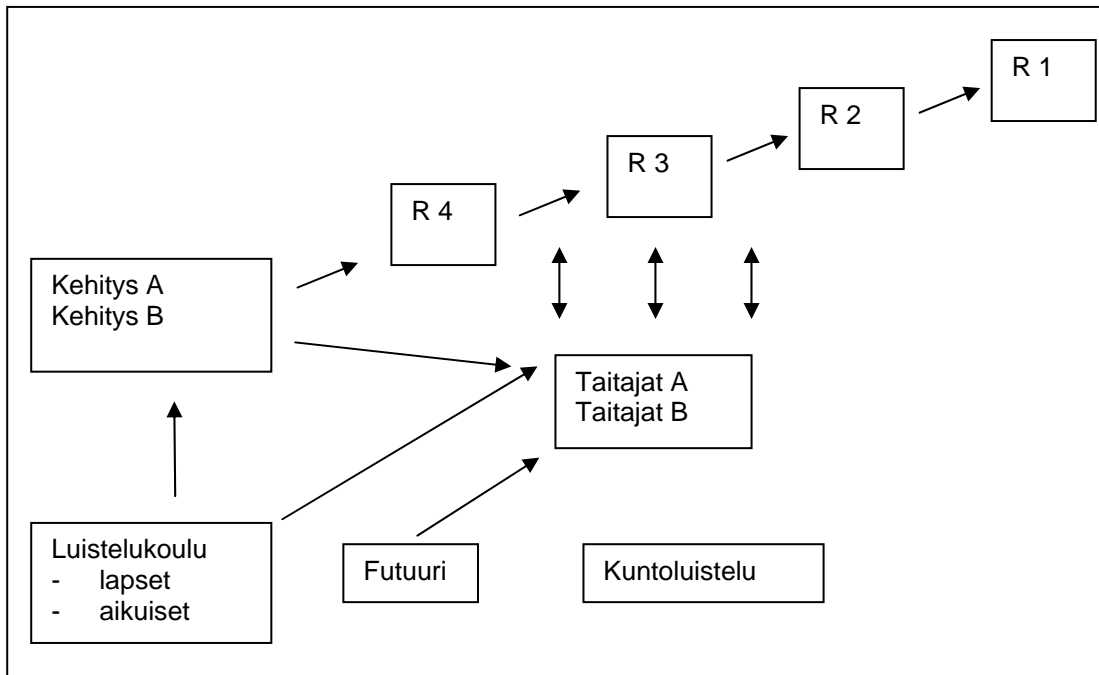 R 1
R 2
R 3
R 4
Kehitys A
Kehitys B
Taitajat A
Taitajat B
Luistelukoulu
- lapset
- aikuiset
Futuuri
Kuntoluistelu